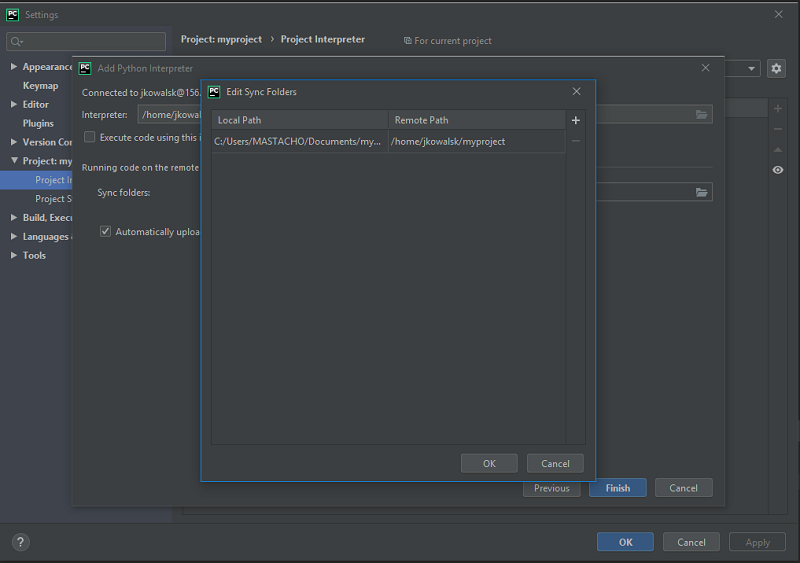 PC Settings
Project: myproject › Project Interpreter For current project
Appearance
Keymap
Editor
Plugins
Version Con
Project: my
Project In
Project S
Build, Execu
Languages &
Tools
PC Add Python Interpreter
Connected to jkowalsk@156.
Interpreter: /home/jkowals
Execute code using this i
Running code on the remote
Sync folders:
Automatically uploa
Previous Finish Cancel
PC Edit Sync Folders
Local Path Remote Path
C:/Users/MASTACHO/Documents/my... /home/jkowalsk/myproject
OK Cancel
? OK Cancel Apply